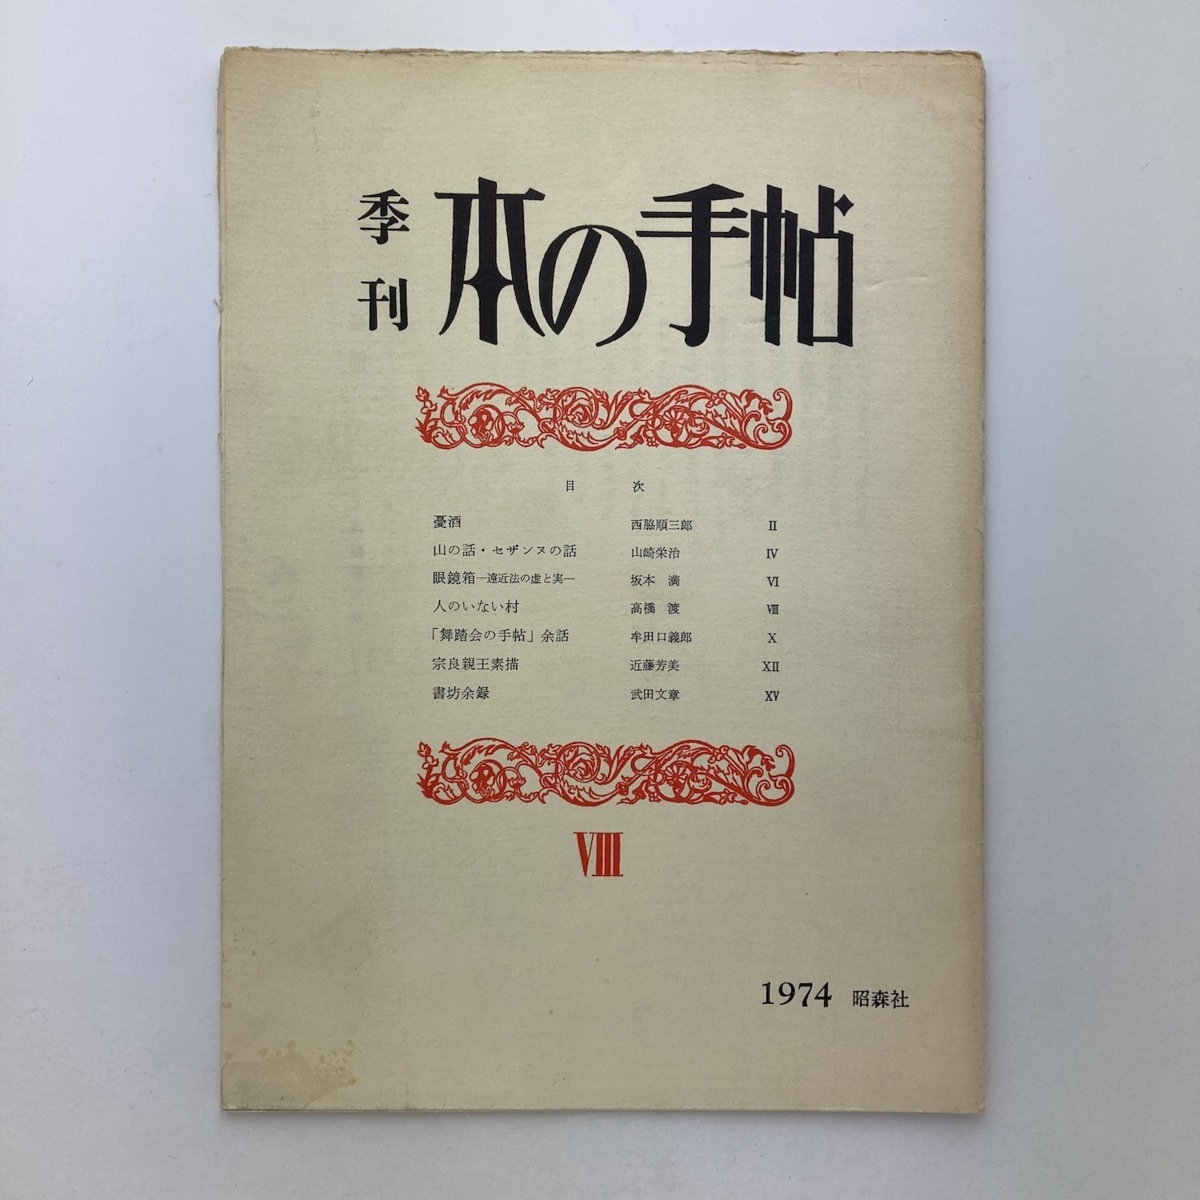 季刊 本の手帖
目次
憂酒 西脇順三郎 II
山の話・セザンヌの話 山崎栄治 IV
眼鏡箱—遠近法の虚と実— 坂本 満 VI
人のいない村 高橋 渡 VIII
「舞踏会の手帖」余話 牟田口義郎 X
宗良親王素描 近藤芳美 XII
書坊余録 武田文章 XV
VIII
1974 昭森社